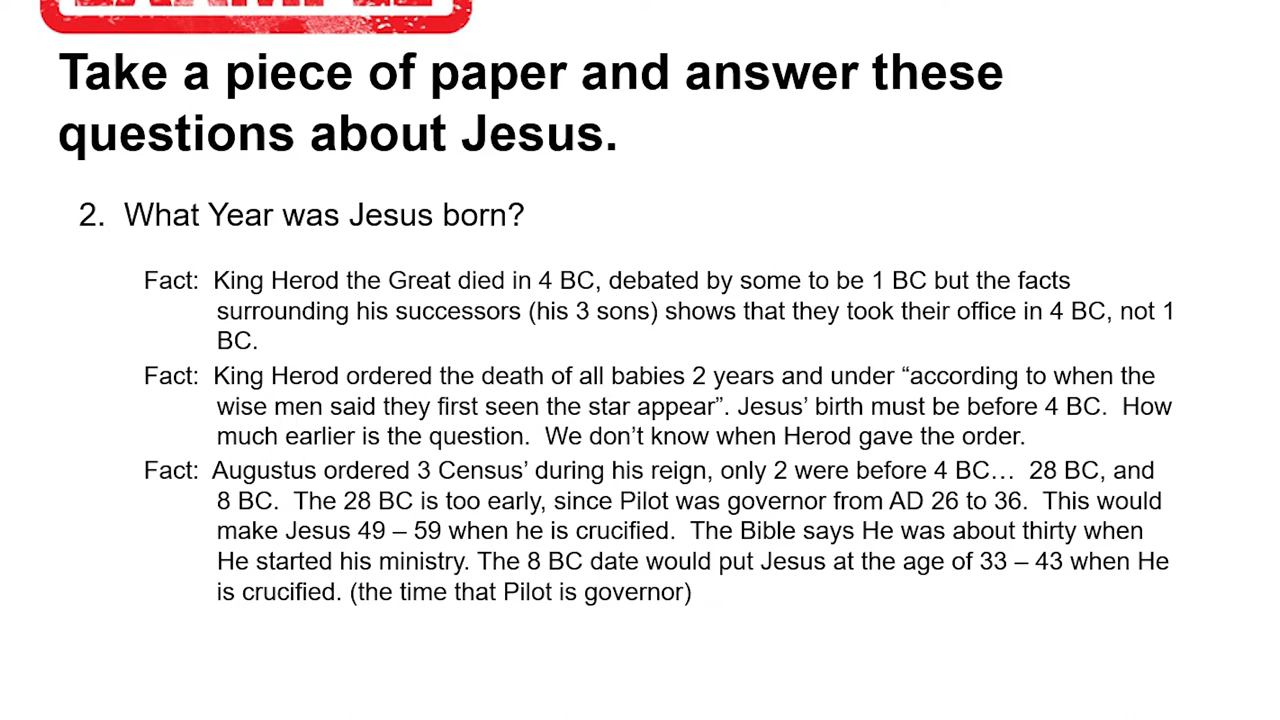 Take a piece of paper and answer these
questions about Jesus.
2. What Year was Jesus born?
Fact: King Herod the Great died in 4 BC, debated by some to be 1 BC but the facts
surrounding his successors (his 3 sons) shows that they took their office in 4 BC, not 1
BC.
Fact: King Herod ordered the death of all babies 2 years and under “according to when the
wise men said they first seen the star appear”. Jesus’ birth must be before 4 BC. How
much earlier is the question. We don’t know when Herod gave the order.
Fact: Augustus ordered 3 Census’ during his reign, only 2 were before 4 BC… 28 BC, and
8 BC. The 28 BC is too early, since Pilot was governor from AD 26 to 36. This would
make Jesus 49 – 59 when he is crucified. The Bible says He was about thirty when
He started his ministry. The 8 BC date would put Jesus at the age of 33 – 43 when He
is crucified. (the time that Pilot is governor)